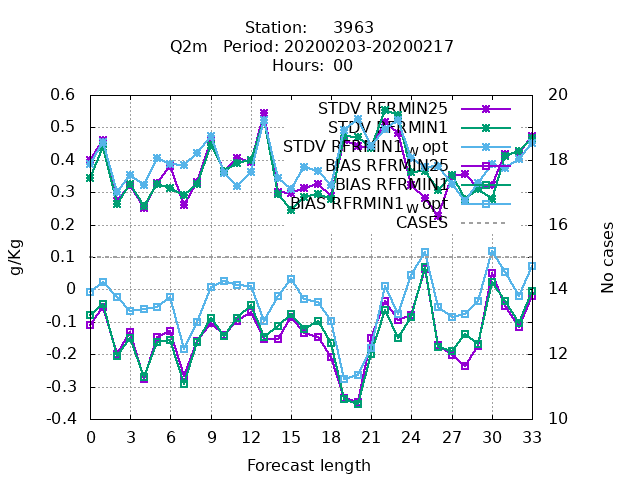 Station: 3963
Q2m Period: 20200203-20200217
Hours: 00
0.6 0.5 0.4 0.3 0.2 0.1 0 -0.1 -0.2 -0.3 -0.4
g/Kg
STDV RFRMIN25
STDV RFRMIN1
STDV RFRMIN1_w opt
BIAS RFRMIN25
BIAS RFRMIN1
BIAS RFRMIN1_w opt
CASES
20 18 16 14 12 10
No cases
0 3 6 9 12 15 18 21 24 27 30 33
Forecast length